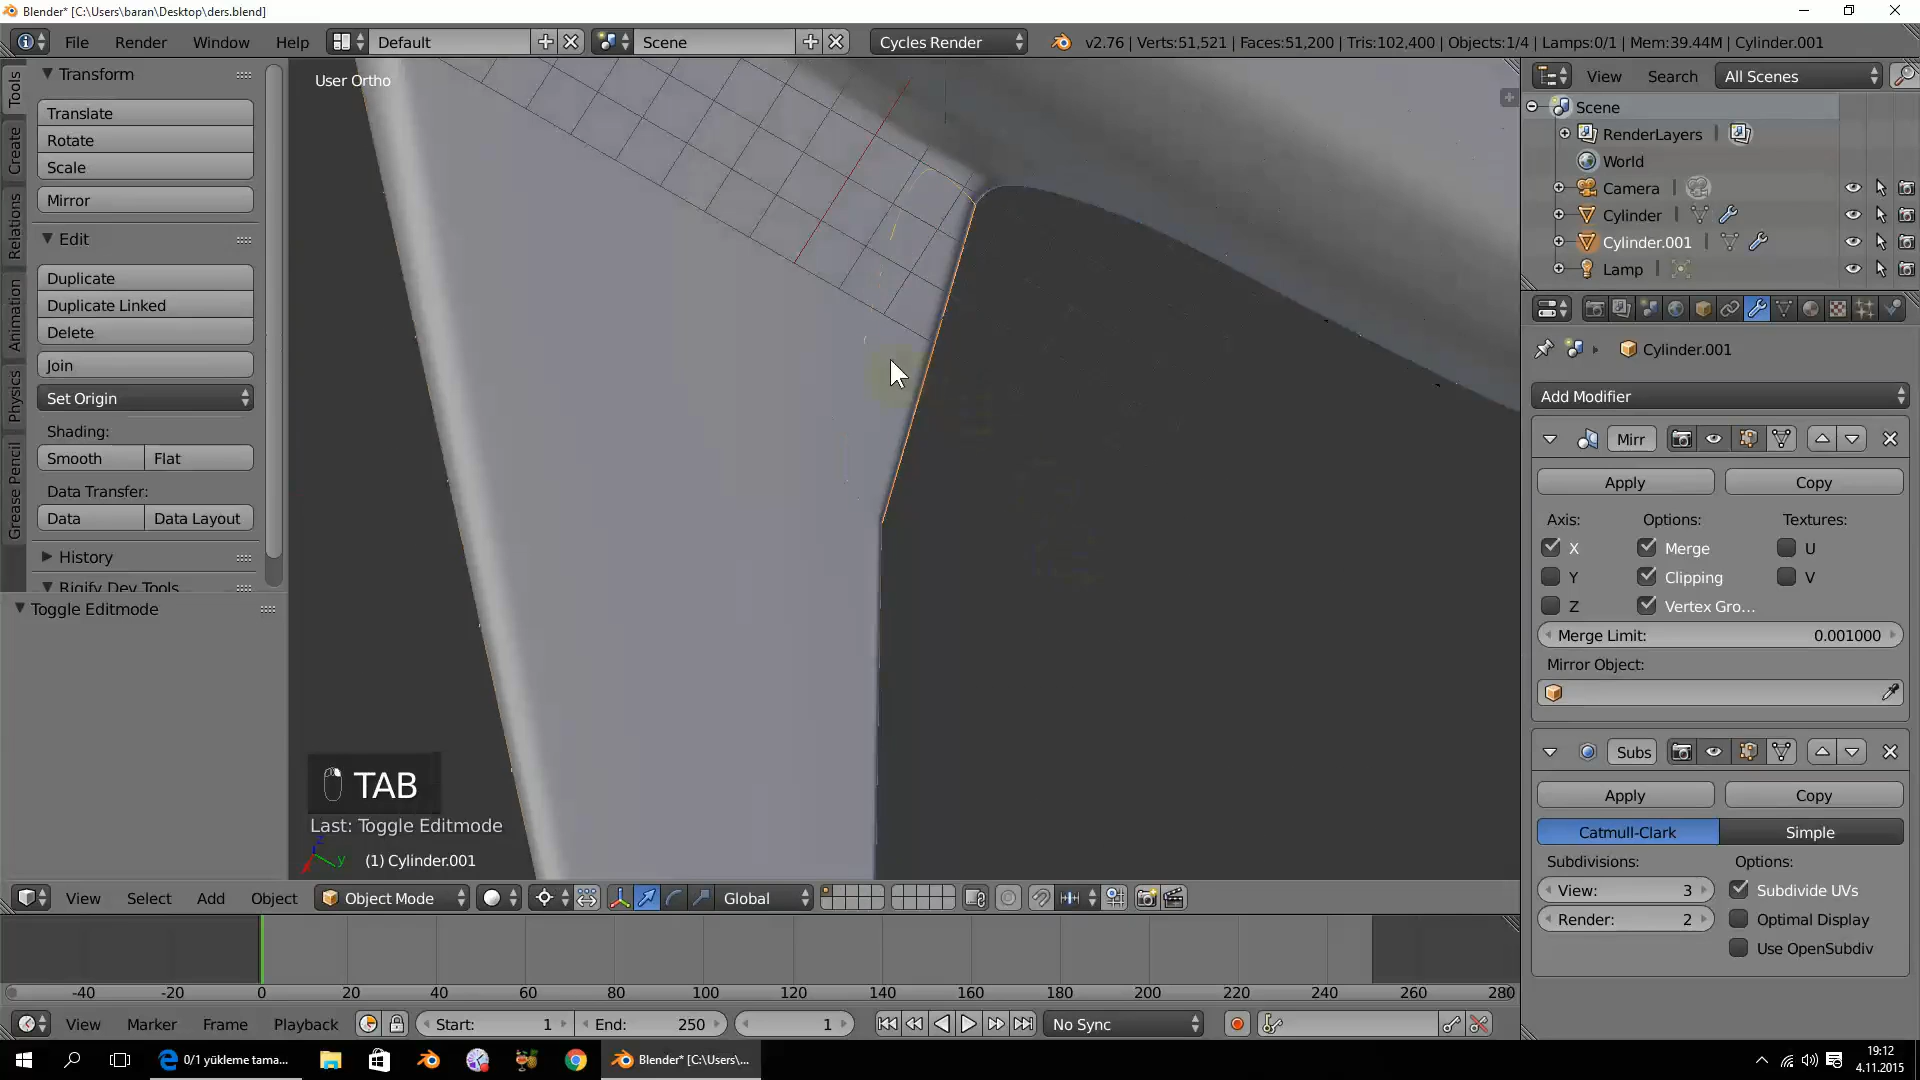 Blender* [C:\Users\baran\Desktop\ders.blend]
File Render Window Help Default Scene Cycles Render v2.76 | Verts:51,521 | Faces:51,200 | Tris:102,400 | Objects:1/4 | Lamps:0/1 | Mem:39.44M | Cylinder.001
Tools
Create
Relations
Animation
Physics
Grease Pencil
Transform
Translate
Rotate
Scale
Mirror
Edit
Duplicate
Duplicate Linked
Delete
Join
Set Origin
Shading:
Smooth Flat
Data Transfer:
Data Data Layout
History
Rigify Dev Tools
Toggle Editmode
User Ortho
TAB
Last: Toggle Editmode
z
y
(1) Cylinder.001
View Search All Scenes
Scene
RenderLayers
World
Camera
Cylinder
Cylinder.001
Lamp
Cylinder.001
Add Modifier
Mirr
Apply Copy
Axis: Options: Textures:
X Merge U
Y Clipping V
Z Vertex Gro...
Merge Limit: 0.001000
Mirror Object:
Subs
Apply Copy
Catmull-Clark Simple
Subdivisions: Options:
View: 3 Subdivide UVs
Render: 2 Optimal Display
Use OpenSubdiv
View Select Add Object Object Mode Global
-40 -20 0 20 40 60 80 100 120 140 160 180 200 220 240 260 280
View Marker Frame Playback Start: 1 End: 250 1 No Sync
0/1 yükleme tama... Blender* [C:\Users\... 19:12
4.11.2015